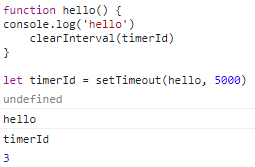 function hello() {
console.log('hello')
    clearInterval(timerId)
}

let timerId = setTimeout(hello, 5000)
undefined
hello
timerId
3